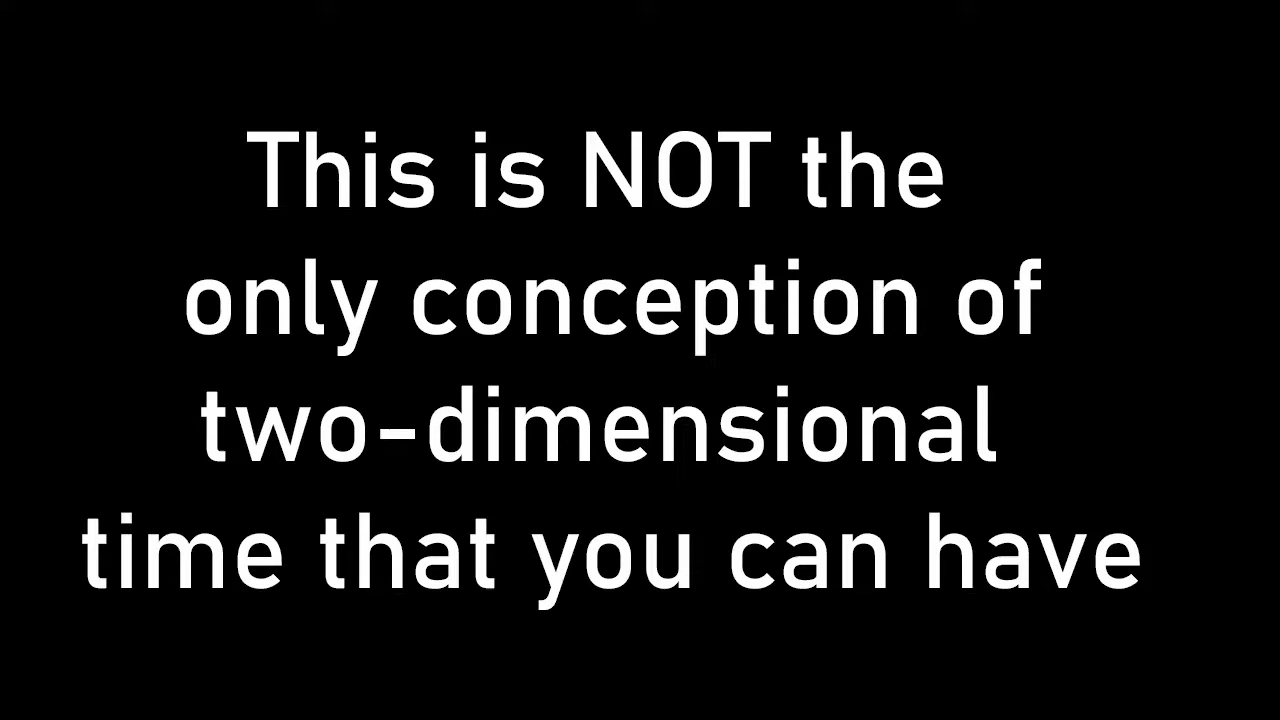 This is NOT the
only conception of
two-dimensional
time that you can have